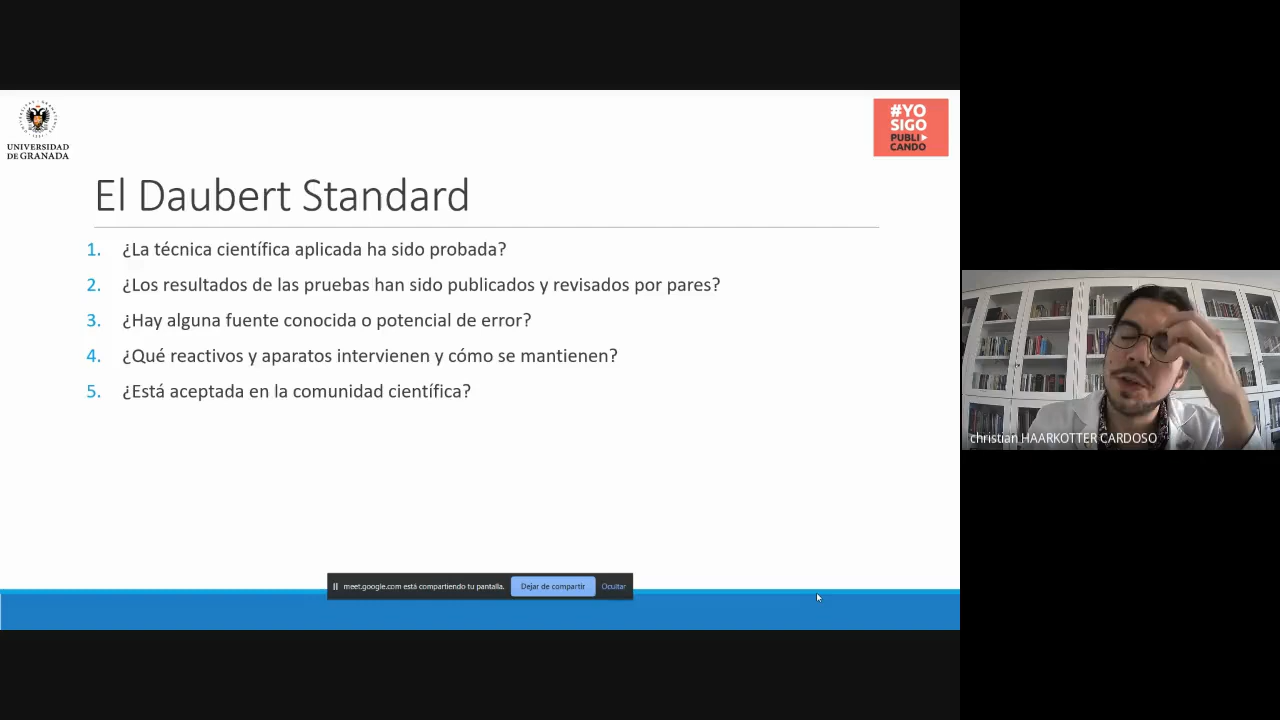 UNIVERSIDAD
DE GRANADA
#YO
SIGO
PUBLI
CANDO
El Daubert Standard
1. ¿La técnica científica aplicada ha sido probada?
2. ¿Los resultados de las pruebas han sido publicados y revisados por pares?
3. ¿Hay alguna fuente conocida o potencial de error?
4. ¿Qué reactivos y aparatos intervienen y cómo se mantienen?
5. ¿Está aceptada en la comunidad científica?
christian HAARKOTTER CARDOSO
meet.google.com está compartiendo tu pantalla. Dejar de compartir Ocultar